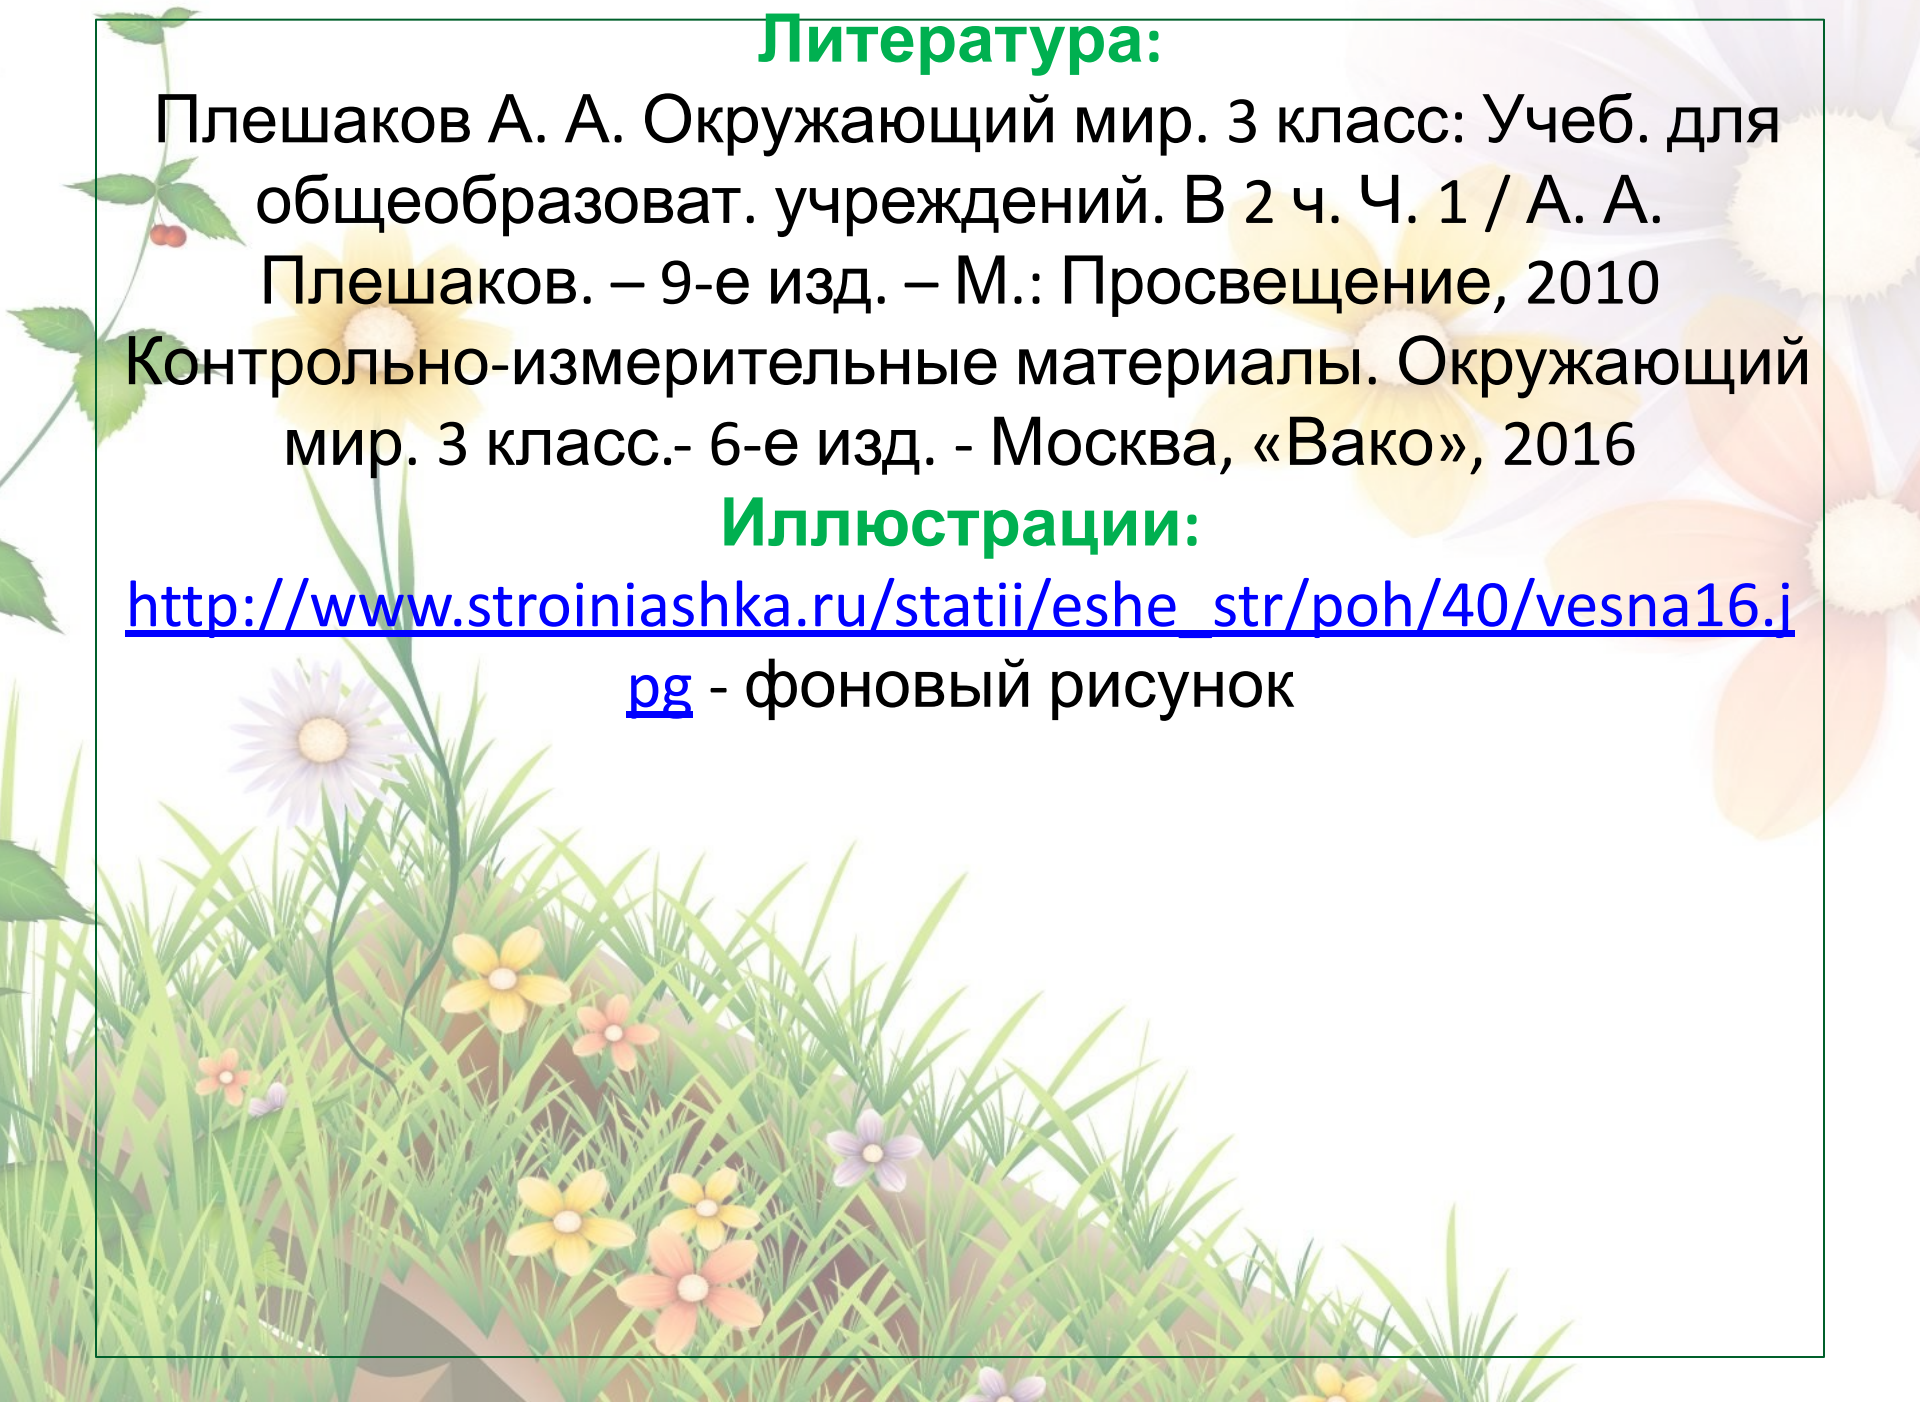 Литература:
Плешаков А. А. Окружающий мир. 3 класс: Учеб. для
общеобразоват. учреждений. В 2 ч. Ч. 1 / А. А.
Плешаков. – 9-е изд. – М.: Просвещение, 2010
Контрольно-измерительные материалы. Окружающий
мир. 3 класс.- 6-е изд. - Москва, «Вако», 2016
Иллюстрации:
http://www.stroiniashka.ru/statii/eshe_str/poh/40/vesna16.j
pg - фоновый рисунок